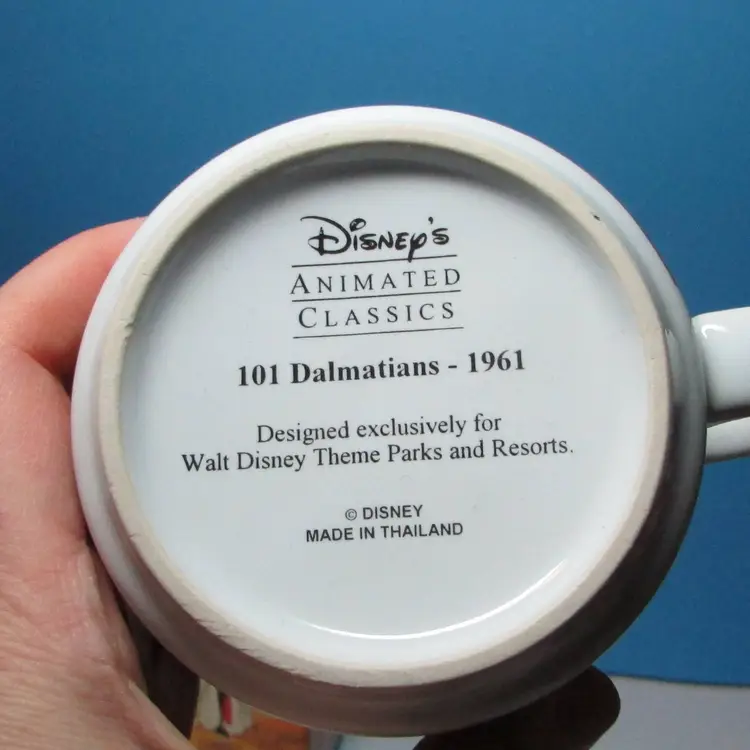 Disney's
ANIMATED
CLASSICS
101 Dalmatians - 1961
Designed exclusively for
Walt Disney Theme Parks and Resorts.
© DISNEY
MADE IN THAILAND